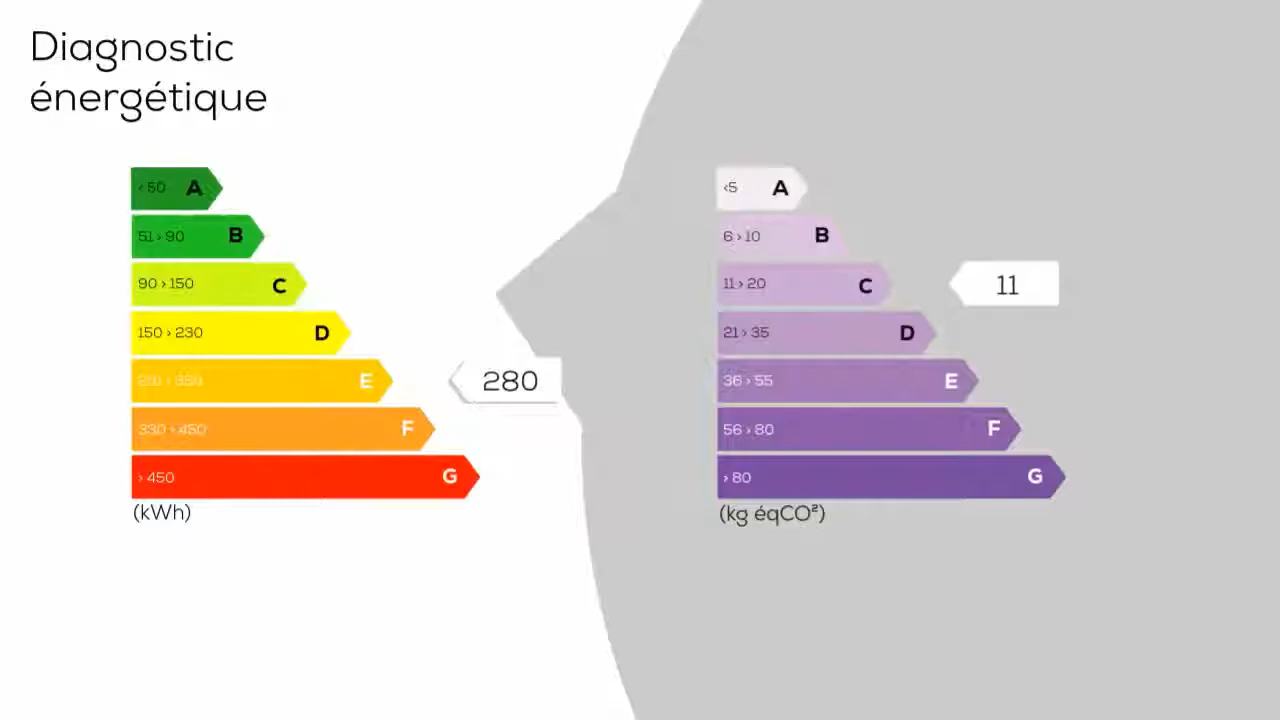 Diagnostic
énergétique
< 50 A
51 > 90 B
90 > 150 C
150 > 230 D
E
280
330 > 450 F
> 450 G
(kWh)
<5 A
6 > 10 B
11 > 20 C
11
21 > 35 D
36 > 55 E
56 > 80 F
> 80 G
(kg éqCO²)